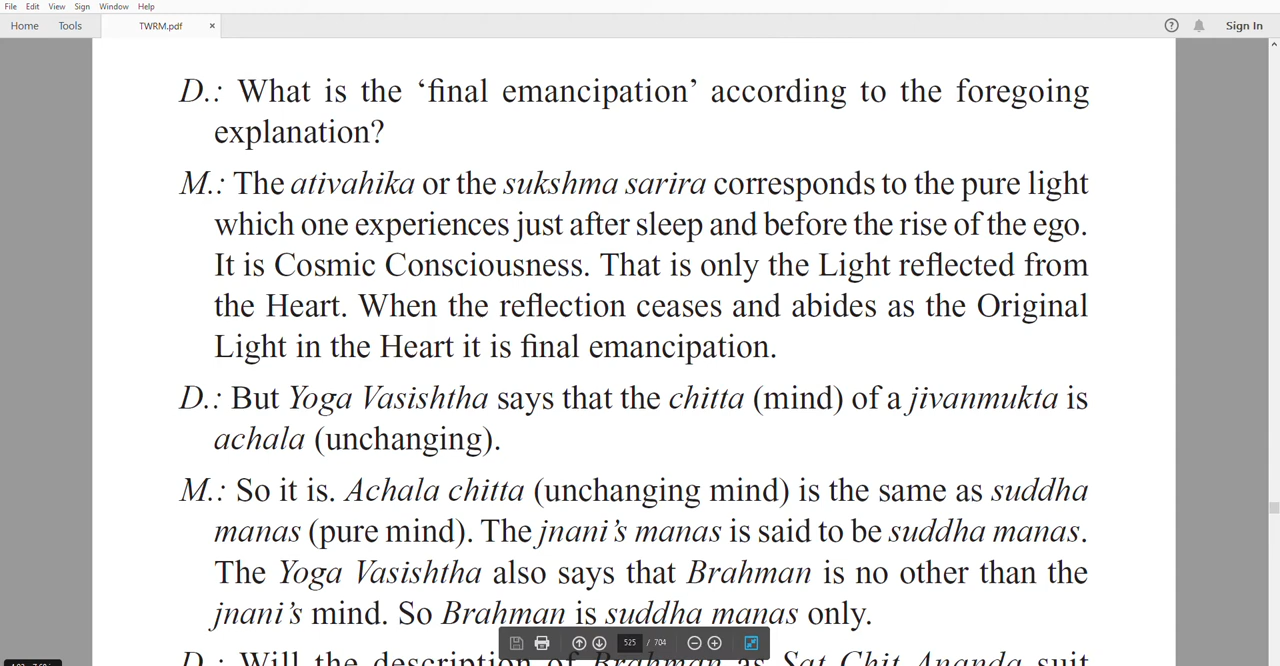 File Edit View Sign Window Help
Home Tools TWRM.pdf × Sign In
D.: What is the ‘final emancipation’ according to the foregoing
explanation?
M.: The ativahika or the sukshma sarira corresponds to the pure light
which one experiences just after sleep and before the rise of the ego.
It is Cosmic Consciousness. That is only the Light reflected from
the Heart. When the reflection ceases and abides as the Original
Light in the Heart it is final emancipation.
D.: But Yoga Vasishtha says that the chitta (mind) of a jivanmukta is
achala (unchanging).
M.: So it is. Achala chitta (unchanging mind) is the same as suddha
manas (pure mind). The jnani’s manas is said to be suddha manas.
The Yoga Vasishtha also says that Brahman is no other than the
jnani’s mind. So Brahman is suddha manas only.
525 / 704
D.: Will the description of Brahman as Sat Chit Ananda suit